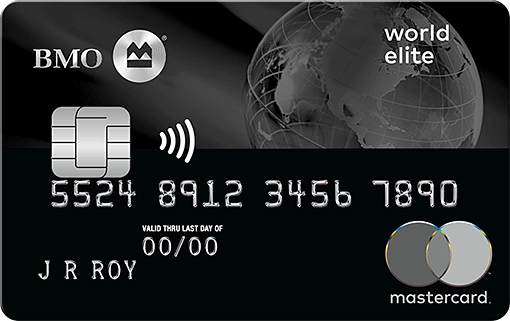 BMO ®
world
elite
5524 8912 3456 7890
VALID THRU LAST DAY OF
00/00
J R ROY
mastercard.